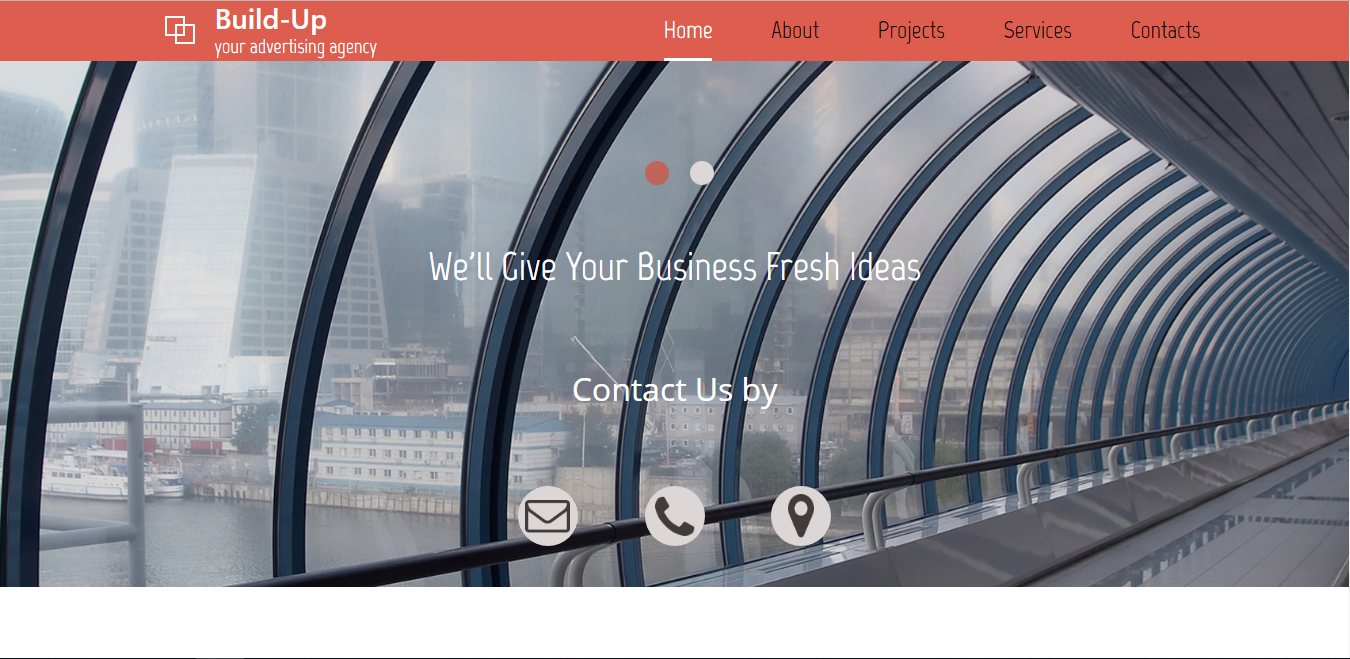 Build-Up
your advertising agency
Home About Projects Services Contacts
We'll Give Your Business Fresh Ideas
Contact Us by